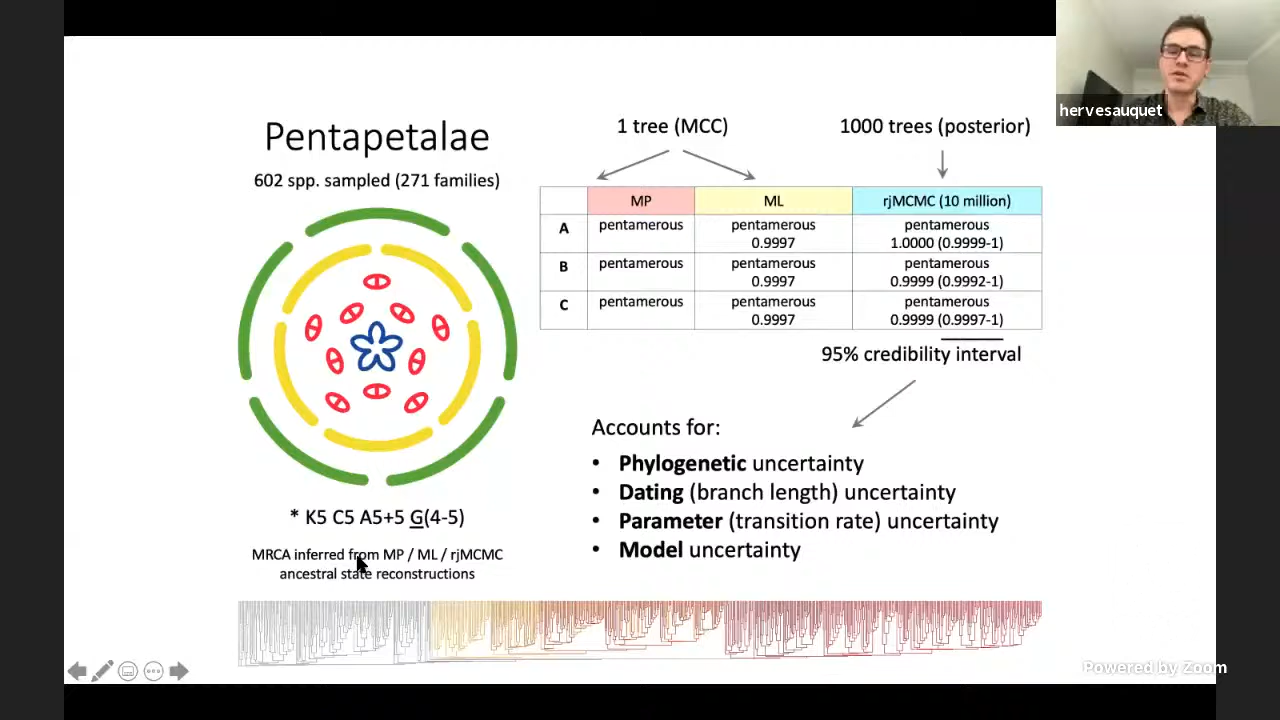 hervesauquet
Pentapetalae
602 spp. sampled (271 families)
1 tree (MCC)
1000 trees (posterior)
MP ML rjMCMC (10 million)
A pentamerous pentamerous pentamerous
0.9997 1.0000 (0.9999-1)
B pentamerous pentamerous pentamerous
0.9997 0.9999 (0.9992-1)
C pentamerous pentamerous pentamerous
0.9997 0.9999 (0.9997-1)
95% credibility interval
Accounts for:
• Phylogenetic uncertainty
• Dating (branch length) uncertainty
• Parameter (transition rate) uncertainty
• Model uncertainty
* K5 C5 A5+5 G(4-5)
MRCA inferred from MP / ML / rjMCMC
ancestral state reconstructions
Powered by Zoom